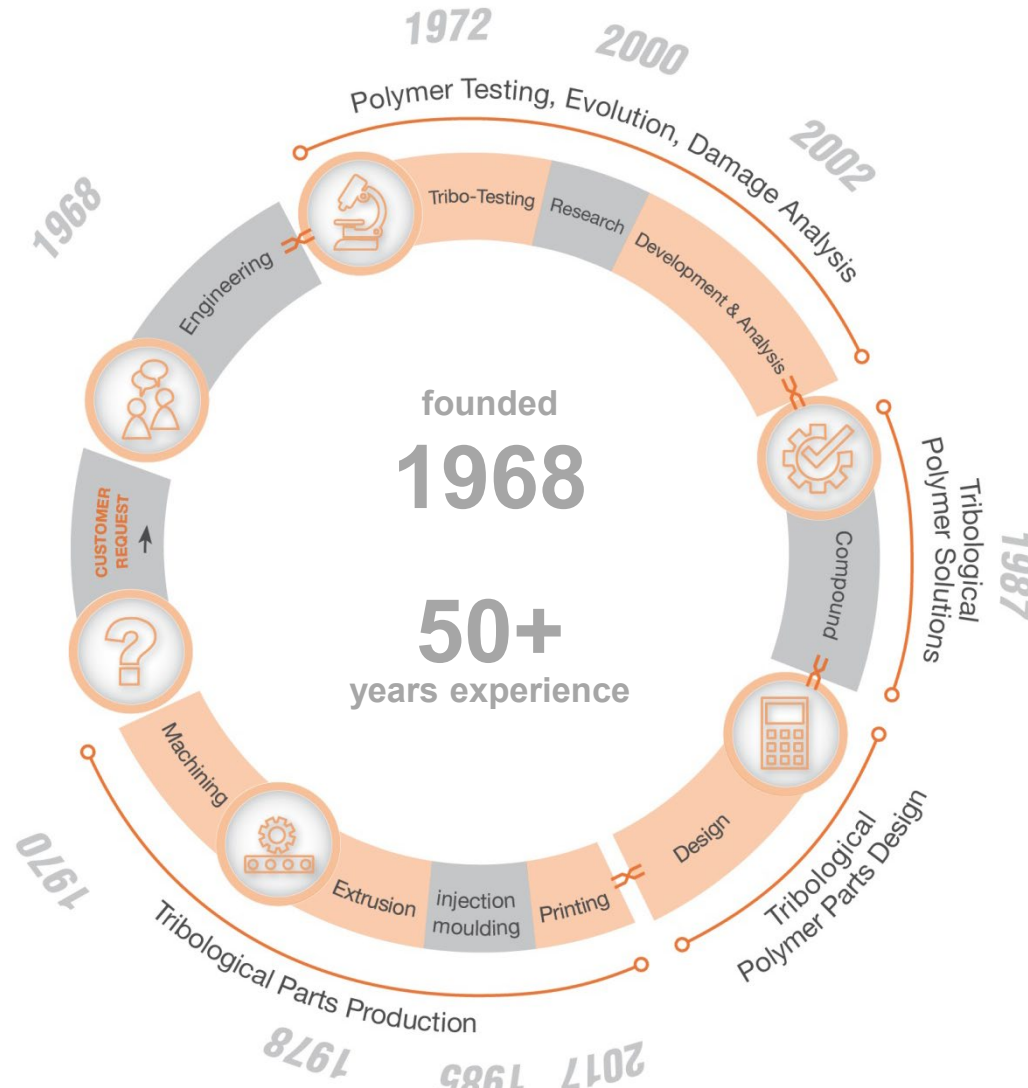 1968
1972
2000
2002
Polymer Testing, Evolution, Damage Analysis
Engineering
Tribo-Testing
Research
Development & Analysis
founded
1968
50+
years experience
CUSTOMER
REQUEST
Compound
Tribological
Polymer Solutions
1987
Design
Tribological
Polymer Parts Design
Printing
injection
moulding
Extrusion
Machining
Tribological Parts Production
1970
1978
1985
2017